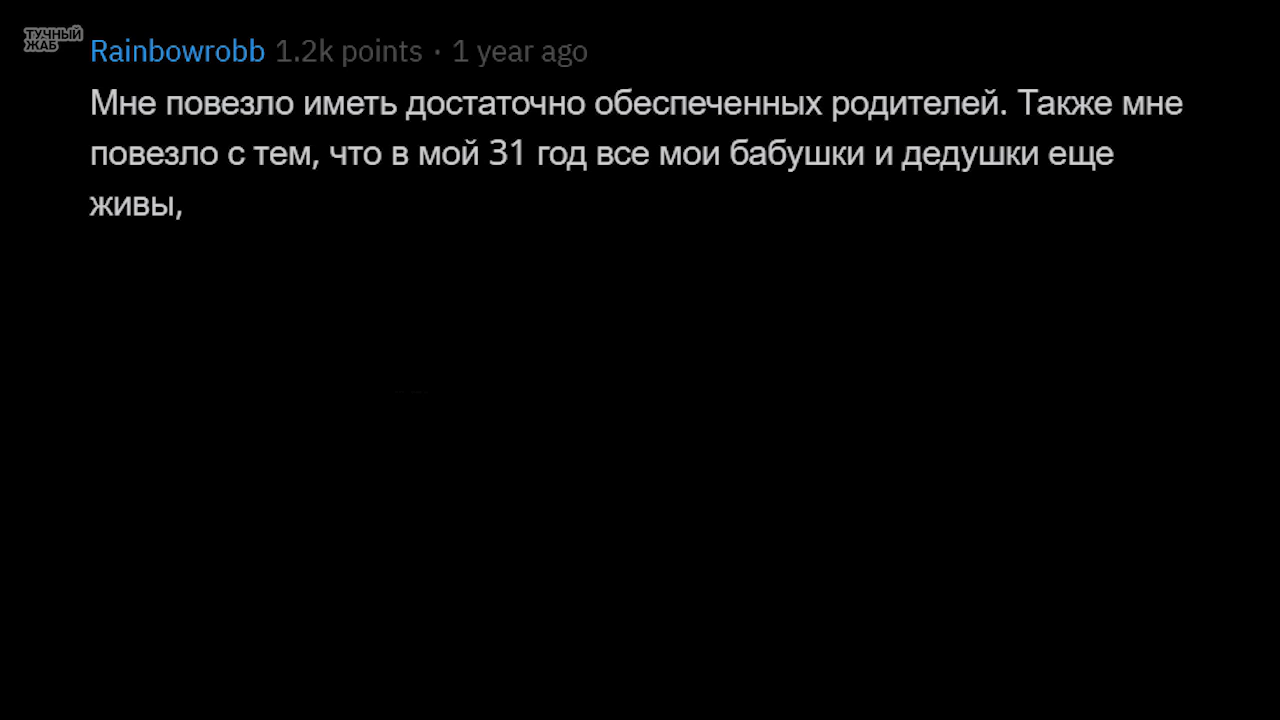 ТУЧНЫЙ
ЖАБ
Rainbowrobb 1.2k points · 1 year ago
Мне повезло иметь достаточно обеспеченных родителей. Также мне
повезло с тем, что в мой 31 год все мои бабушки и дедушки еще
живы,